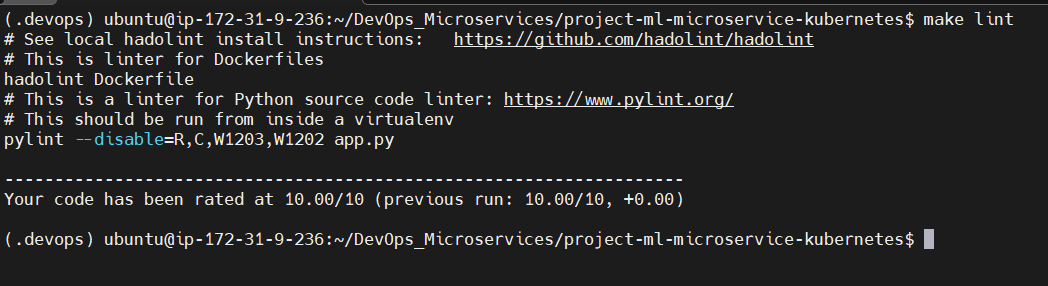 (.devops) ubuntu@ip-172-31-9-236:~/DevOps_Microservices/project-ml-microservice-kubernetes$ make lint
# See local hadolint install instructions:   https://github.com/hadolint/hadolint
# This is linter for Dockerfiles
hadolint Dockerfile
# This is a linter for Python source code linter: https://www.pylint.org/
# This should be run from inside a virtualenv
pylint --disable=R,C,W1203,W1202 app.py
--------------------------------------------------------------------
Your code has been rated at 10.00/10 (previous run: 10.00/10, +0.00)
(.devops) ubuntu@ip-172-31-9-236:~/DevOps_Microservices/project-ml-microservice-kubernetes$